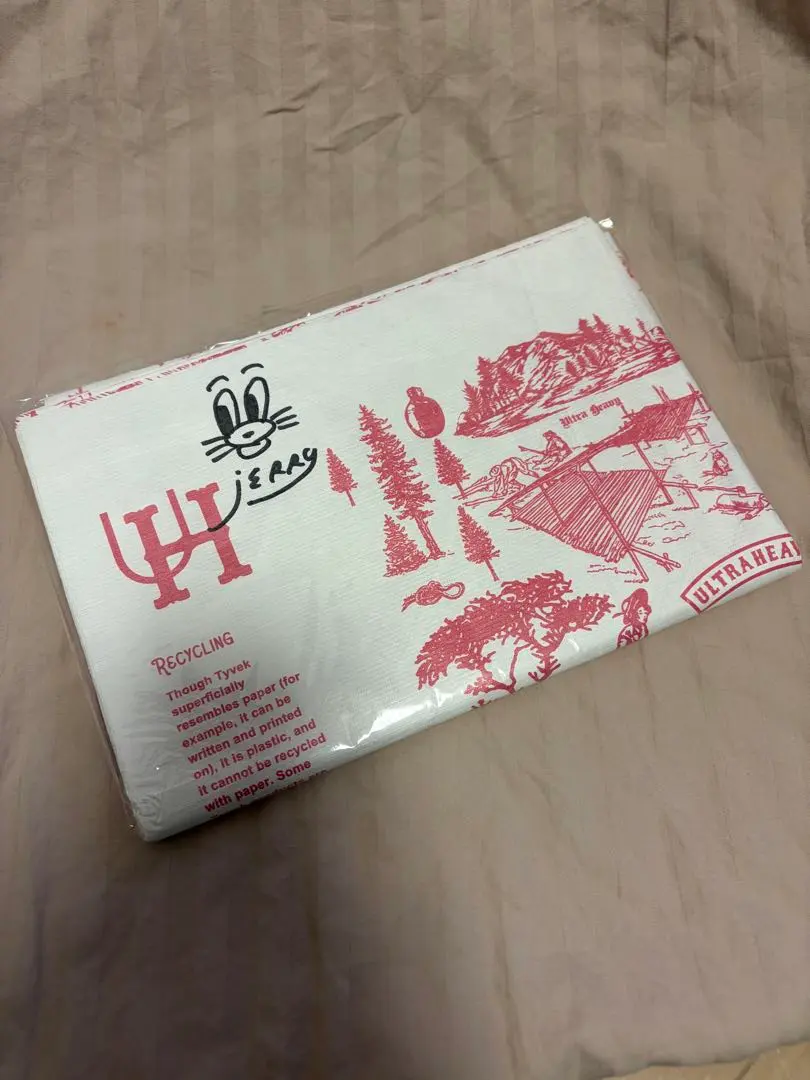 jERRY
UH
Ultra Heavy
ULTRAHEA
RECYCLING
Though Tyvek
superficially
resembles paper (for
example, it can be
written and printed
on), it is plastic, and
it cannot be recycled
with paper. Some